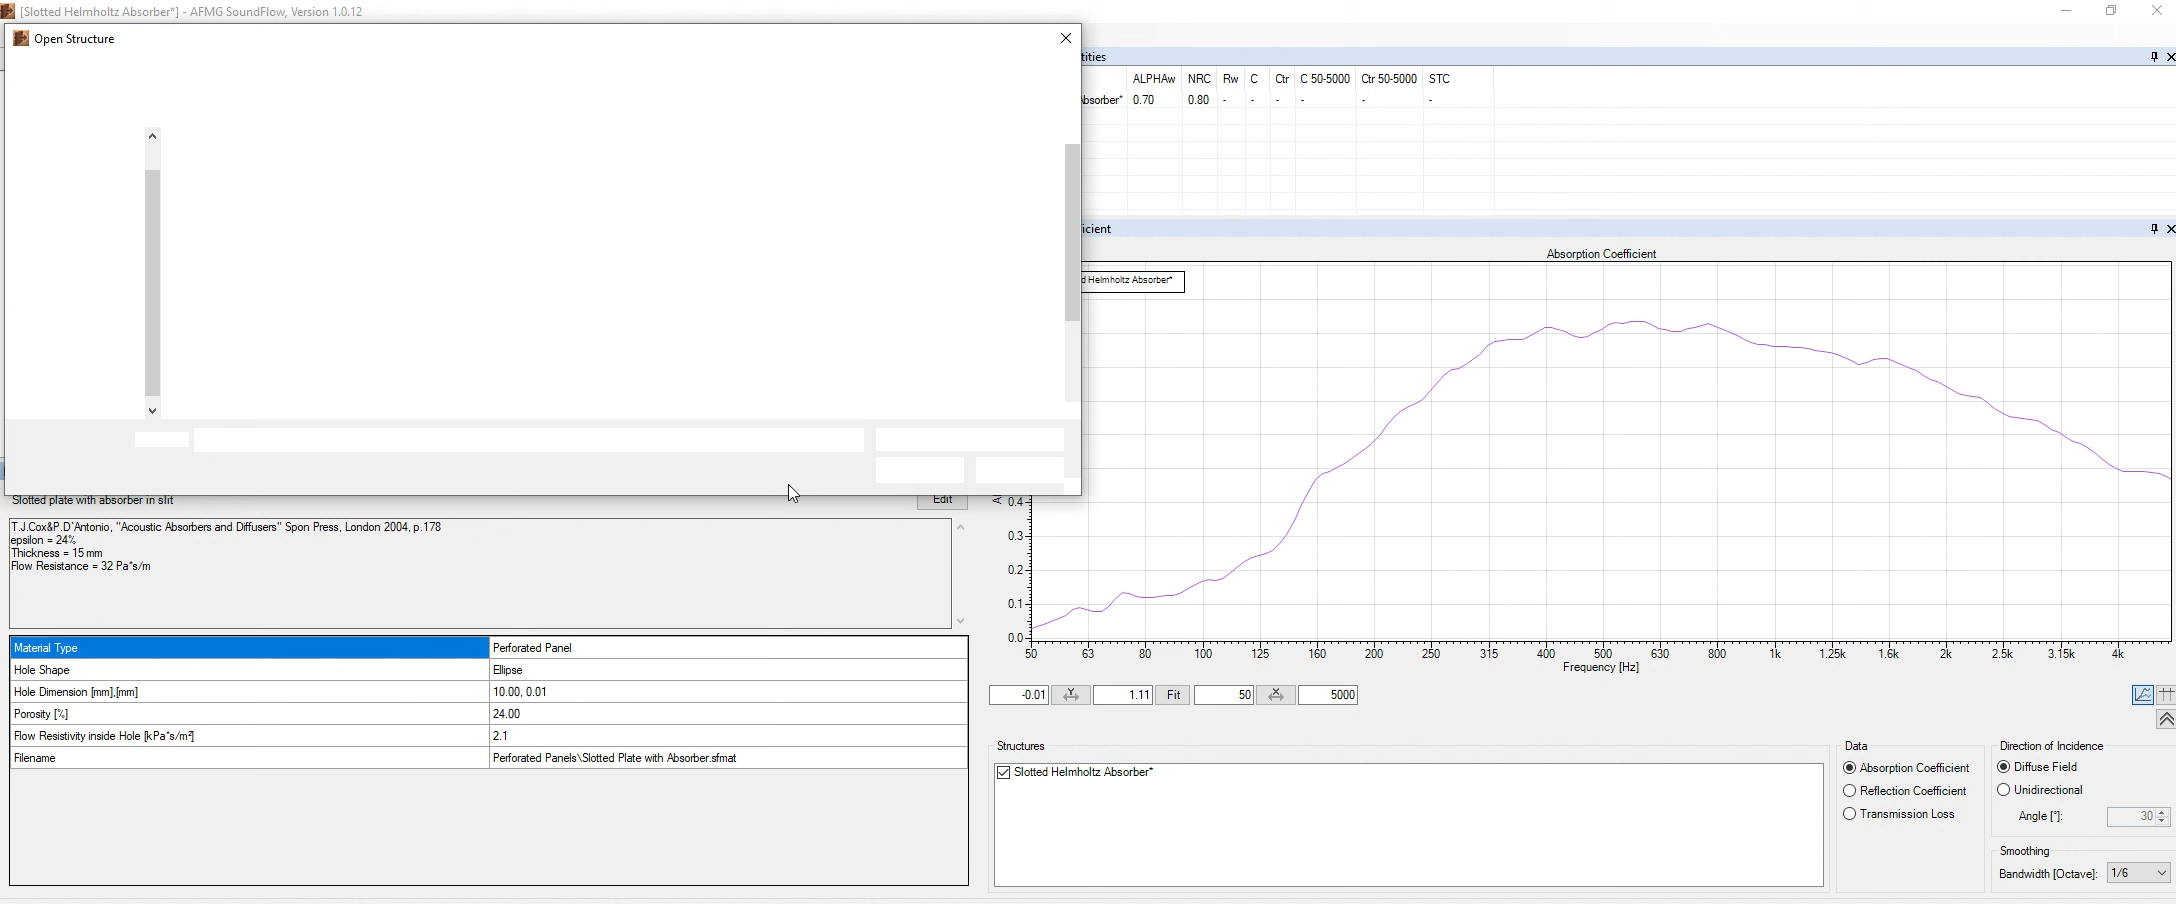 [Slotted Helmholtz Absorber*] - AFMG SoundFlow, Version 1.0.12
Open Structure
tities
ALPHAw NRC Rw C Ctr C 50-5000 Ctr 50-5000 STC
Absorber* 0.70 0.80 - - - - - -
icient
Absorption Coefficient
d Helmholtz Absorber*
Slotted plate with absorber in slit
Edit
T.J.Cox&P.D`Antonio, "Acoustic Absorbers and Diffusers" Spon Press, London 2004, p.178
epsilon = 24%
Thickness = 15 mm
Flow Resistance = 32 Pa*s/m
Material Type Perforated Panel
Hole Shape Ellipse
Hole Dimension [mm],[mm] 10.00, 0.01
Porosity [%] 24.00
Flow Resistivity inside Hole [kPa*s/m²] 2.1
Filename Perforated Panels\Slotted Plate with Absorber.sfmat
A
0.4
0.3
0.2
0.1
0.0
50 63 80 100 125 160 200 250 315 400 500 630 800 1k 1.25k 1.6k 2k 2.5k 3.15k 4k
Frequency [Hz]
-0.01 Y 1.11 Fit 50 X 5000
Structures
Slotted Helmholtz Absorber*
Data
Absorption Coefficient
Reflection Coefficient
Transmission Loss
Direction of Incidence
Diffuse Field
Unidirectional
Angle [°]: 30
Smoothing
Bandwidth [Octave]: 1/6